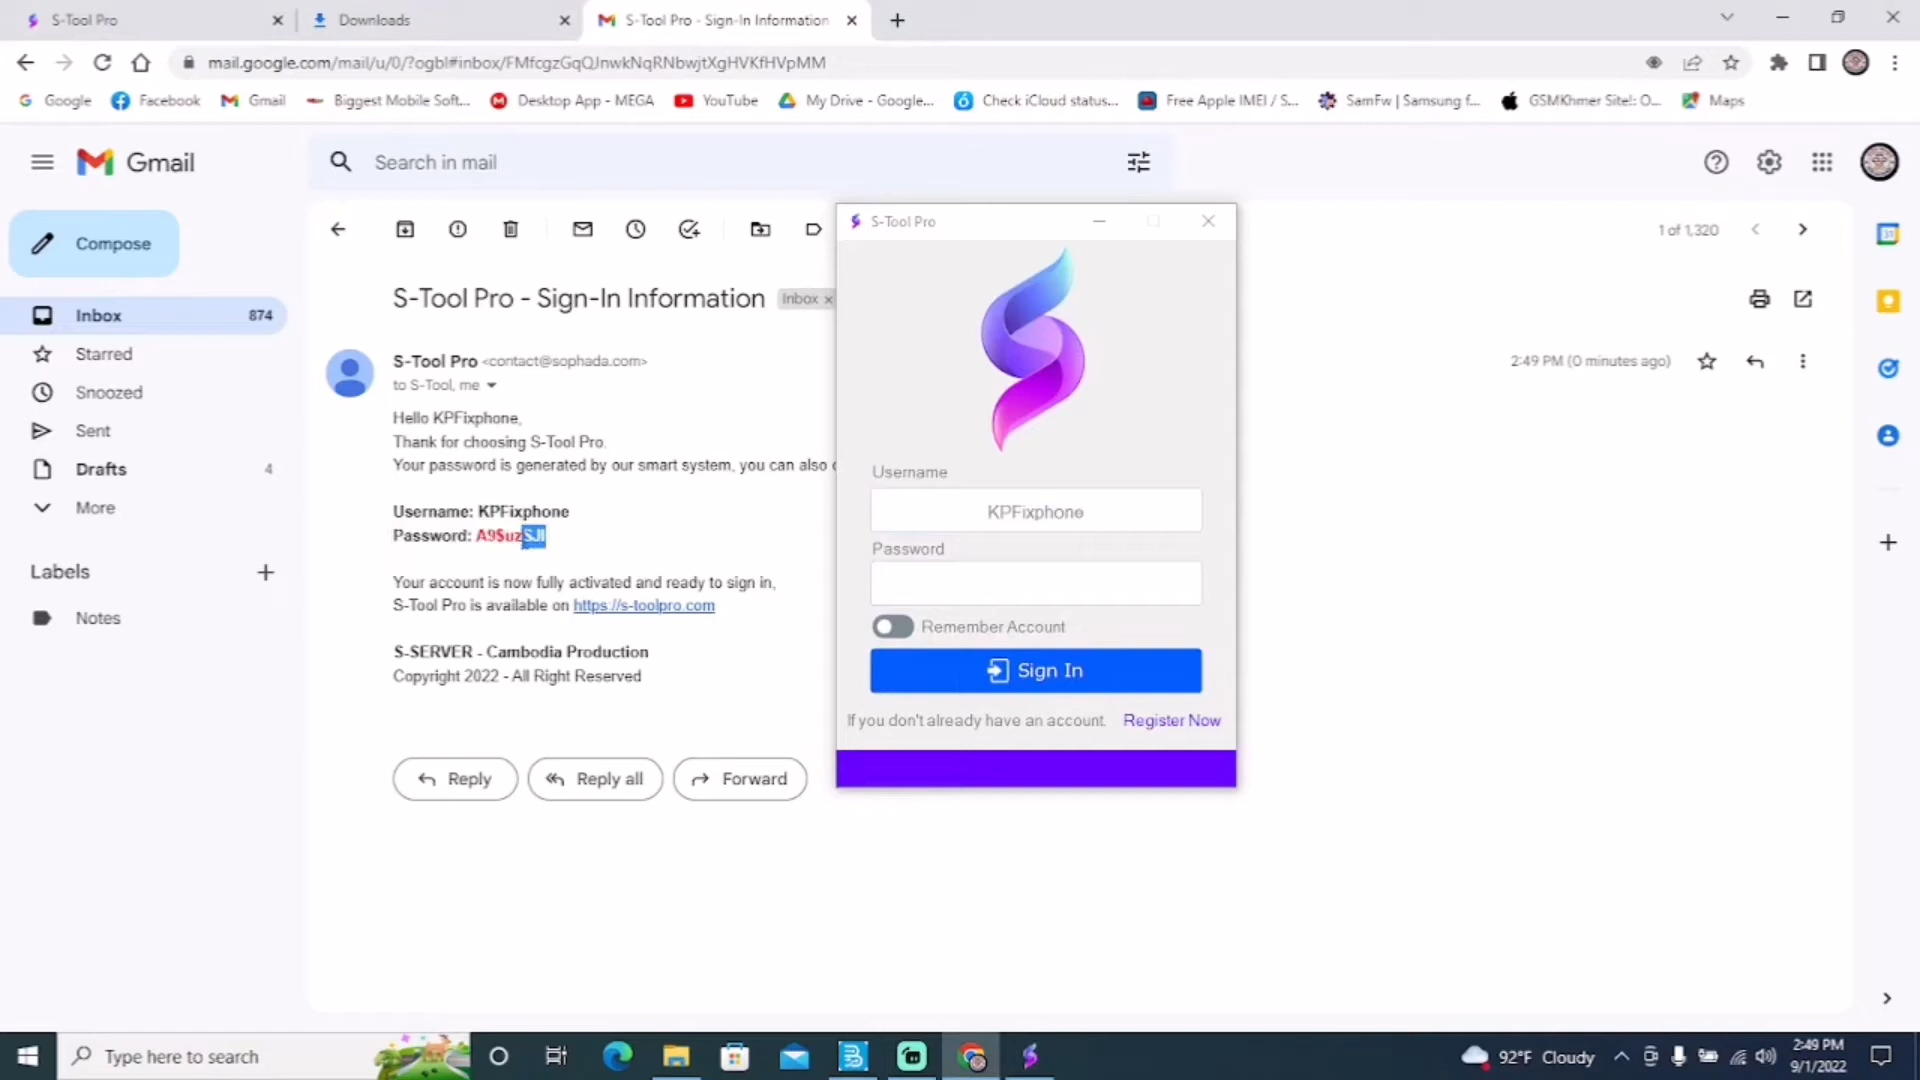 S-Tool Pro
Downloads
S-Tool Pro - Sign-In Information
mail.google.com/mail/u/0/?ogbl#inbox/FMfcgzGqQJnwkNqRNbwjtXgHVKfHVpMM
Google
Facebook
Gmail
Biggest Mobile Soft...
Desktop App - MEGA
YouTube
My Drive - Google...
Check iCloud status...
Free Apple IMEI / S...
SamFw | Samsung f...
GSMKhmer Site!: O...
Maps
Gmail
Search in mail
Compose
Inbox 874
Starred
Snoozed
Sent
Drafts 4
More
Labels
Notes
1 of 1,320
S-Tool Pro - Sign-In Information Inbox ×
S-Tool Pro <contact@sophada.com>
2:49 PM (0 minutes ago)
to S-Tool, me
Hello KPFixphone,
Thank for choosing S-Tool Pro.
Your password is generated by our smart system, you can also
Username: KPFixphone
Password: A9$uzSJI
Your account is now fully activated and ready to sign in,
S-Tool Pro is available on https://s-toolpro.com
S-SERVER - Cambodia Production
Copyright 2022 - All Right Reserved
Reply
Reply all
Forward
S-Tool Pro
Username
KPFixphone
Password
Remember Account
Sign In
If you don't already have an account. Register Now
Type here to search
92°F Cloudy
2:49 PM
9/1/2022